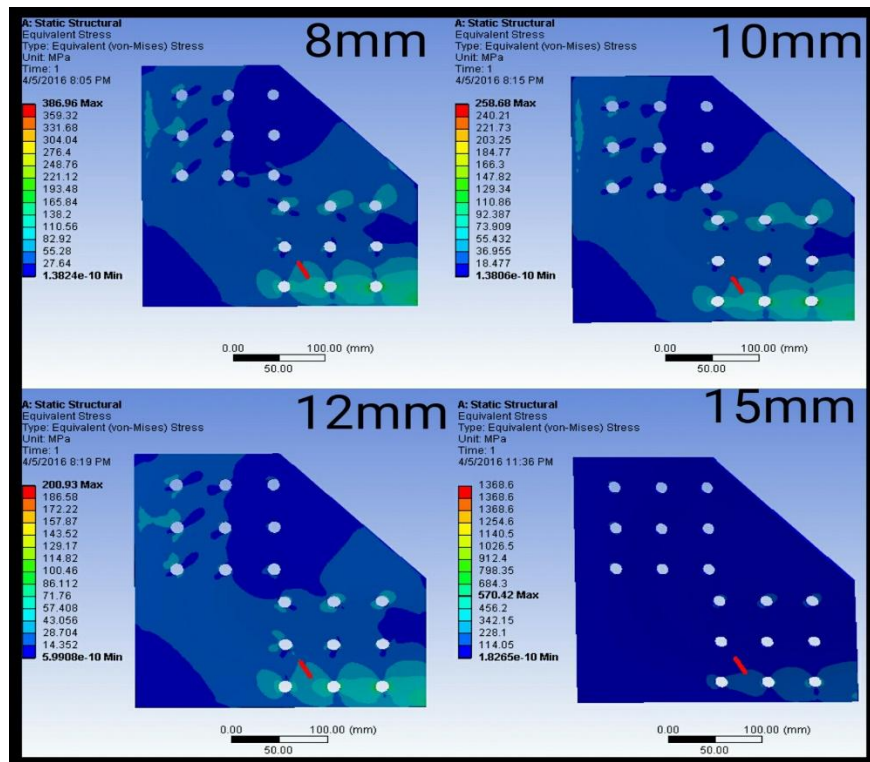 A: Static Structural
Equivalent Stress
Type: Equivalent (von-Mises) Stress
Unit: MPa
Time: 1
4/5/2016 8:05 PM
8mm
386.96 Max
359.32
331.68
304.04
276.4
248.76
221.12
193.48
165.84
138.2
110.56
82.92
55.28
27.64
1.3824e-10 Min
0.00
100.00 (mm)
50.00
A: Static Structural
Equivalent Stress
Type: Equivalent (von-Mises) Stress
Unit: MPa
Time: 1
4/5/2016 8:15 PM
10mm
258.68 Max
240.21
221.73
203.25
184.77
166.3
147.82
129.34
110.86
92.387
73.909
55.432
36.955
18.477
1.3806e-10 Min
0.00
100.00 (mm)
50.00
A: Static Structural
Equivalent Stress
Type: Equivalent (von-Mises) Stress
Unit: MPa
Time: 1
4/5/2016 8:19 PM
12mm
200.93 Max
186.58
172.22
157.87
143.52
129.17
114.82
100.46
86.112
71.76
57.408
43.056
28.704
14.352
5.9908e-10 Min
0.00
100.00 (mm)
50.00
A: Static Structural
Equivalent Stress
Type: Equivalent (von-Mises) Stress
Unit: MPa
Time: 1
4/5/2016 11:36 PM
15mm
1368.6
1368.6
1368.6
1254.6
1140.5
1026.5
912.4
798.35
684.3
570.42 Max
456.2
342.15
228.1
114.05
1.8265e-10 Min
0.00
100.00 (mm)
50.00